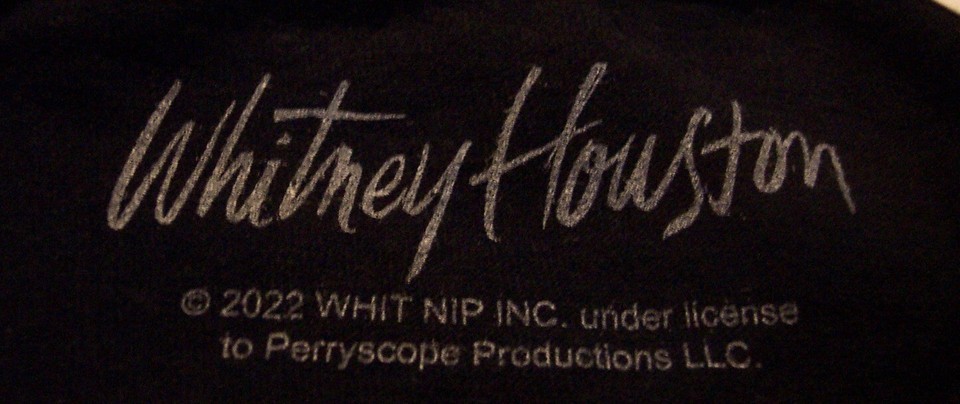 Whitney Houston
© 2022 WHIT NIP INC. under license
to Perryscope Productions LLC.